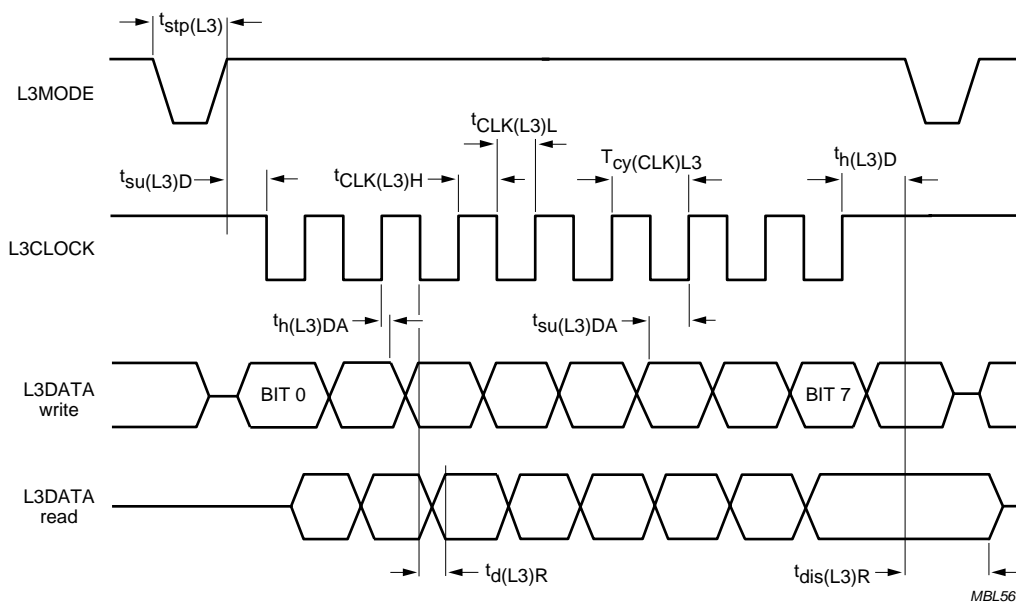 tstp(L3)
L3MODE
tCLK(L3)L
tsu(L3)D
tCLK(L3)H
Tcy(CLK)L3
th(L3)D
L3CLOCK
th(L3)DA
tsu(L3)DA
L3DATA
write
BIT 0
BIT 7
L3DATA
read
td(L3)R
tdis(L3)R
MBL56